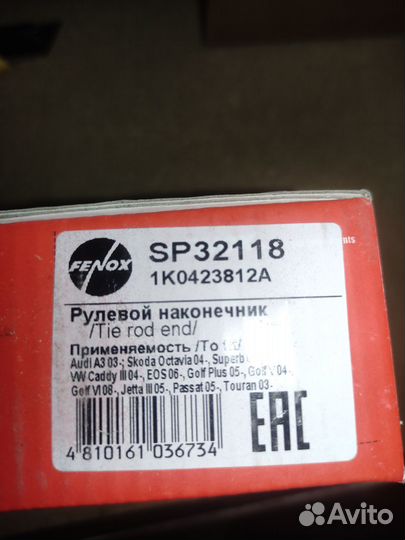 FENOX
SP32118
1K0423812A
Рулевой наконечник
/Tie rod end/
Применяемость /To
Audi A3 03-; Skoda Octavia 04-, Superb
VW Caddy III 04-, EOS 06-, Golf Plus 05-, Golf V 04-,
Golf VI 08-, Jetta III 05-, Passat 05-, Touran 03-
EAC
4 810161 036734
Avito